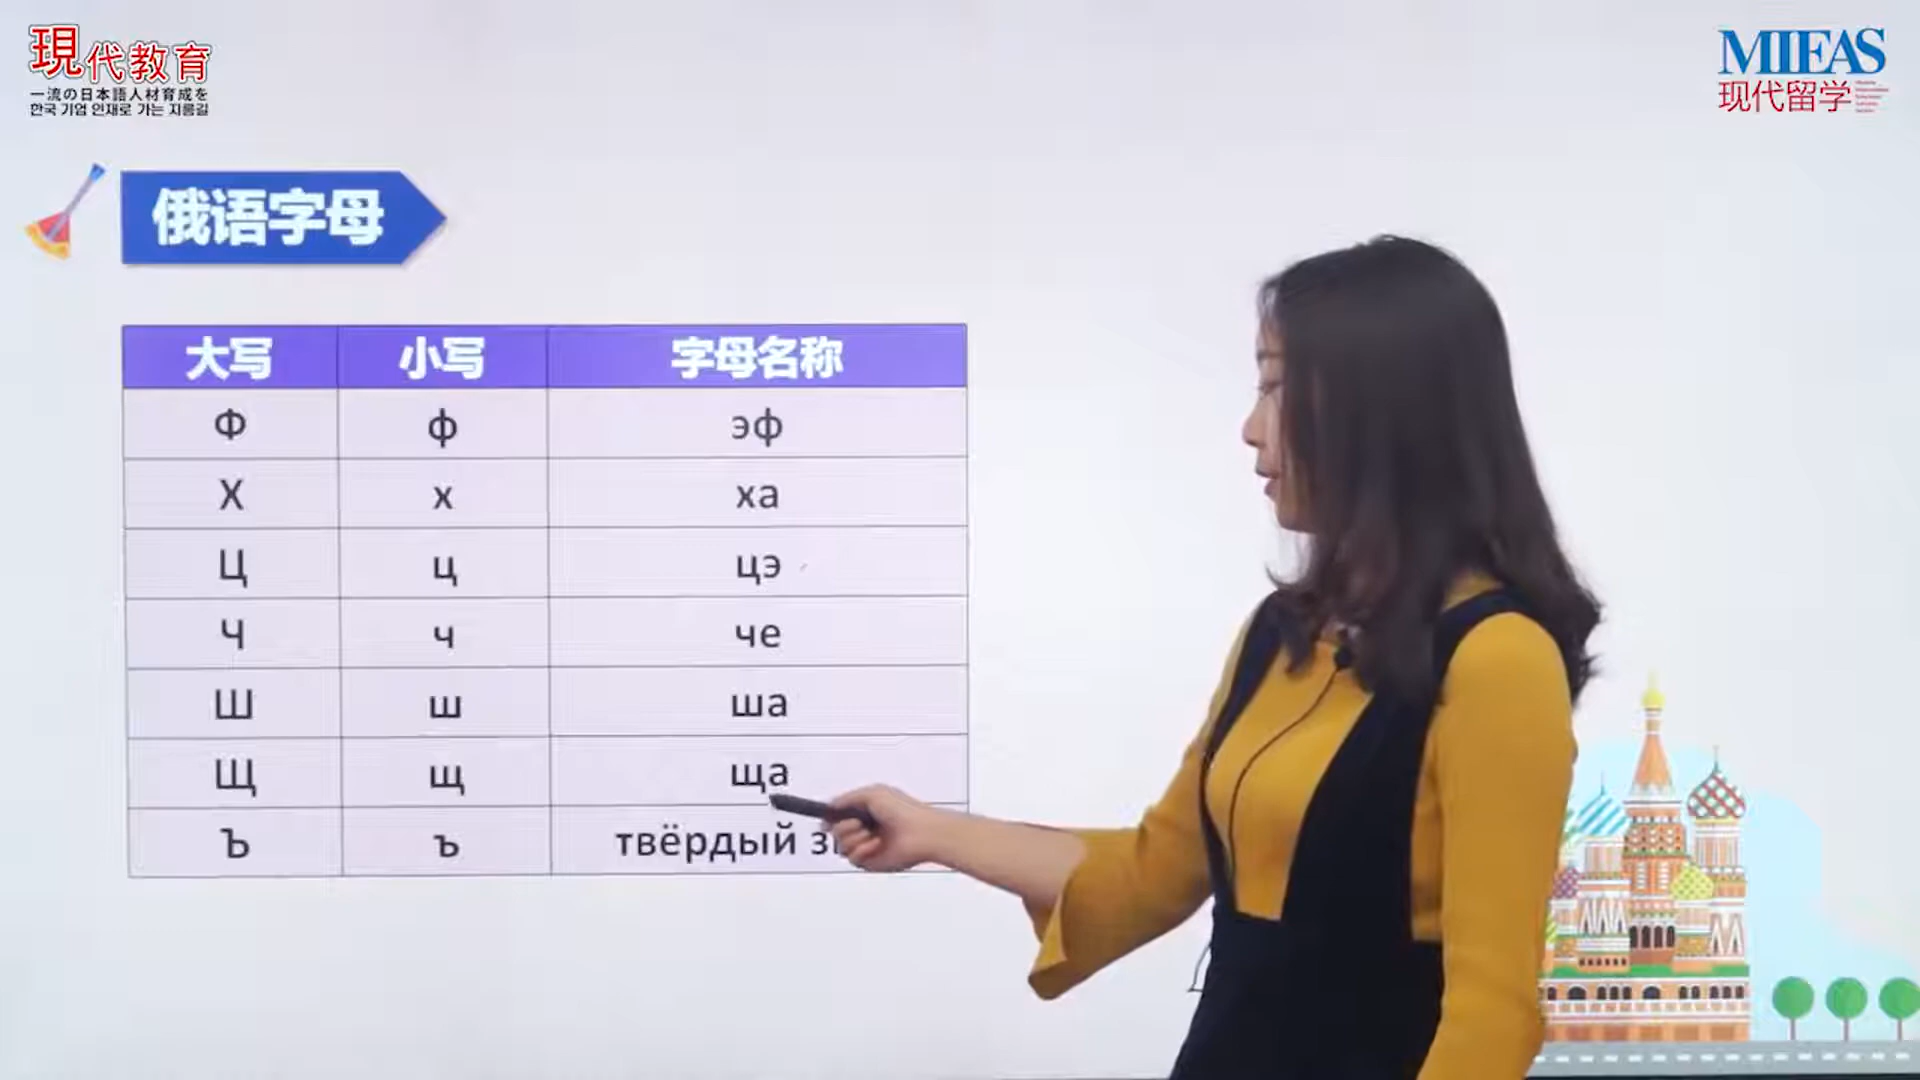 現代教育
一流の日本語人材育成を
한국 기업 인재로 가는 지름길
MIEAS
现代留学
俄语字母
大写 小写 字母名称
Ф ф эф
Х х ха
Ц ц цэ
Ч ч че
Ш ш ша
Щ щ ща
Ъ ъ твёрдый